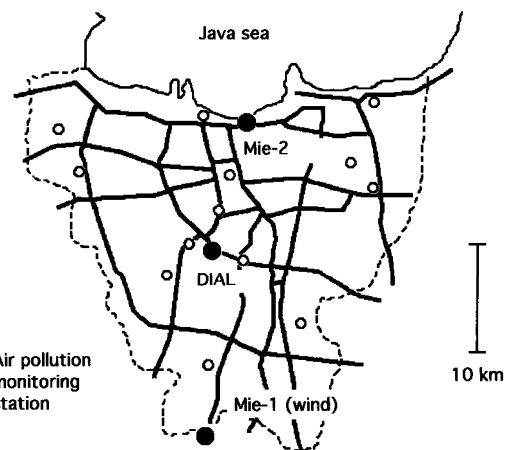 Java sea
Mie-2
DIAL
Air pollution
monitoring
station
10 km
Mie-1 (wind)